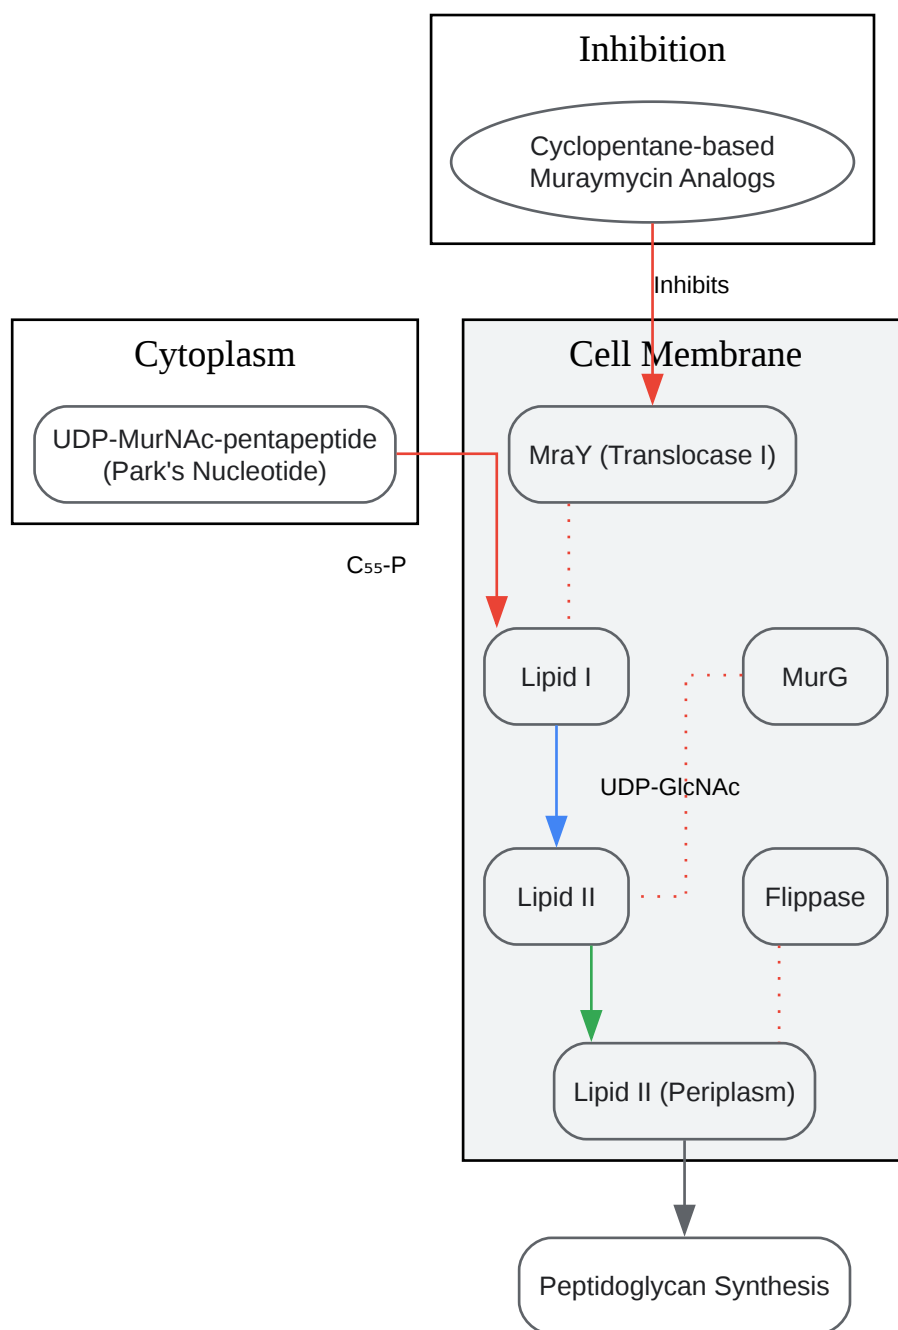 Inhibition
Cyclopentane-based
Muraymycin Analogs
Inhibits
Cytoplasm
Cell Membrane
UDP-MurNAc-pentapeptide
(Park's Nucleotide)
MraY (Translocase I)
C₅₅-P
Lipid I
MurG
UDP-GlcNAc
Lipid II
Flippase
Lipid II (Periplasm)
Peptidoglycan Synthesis